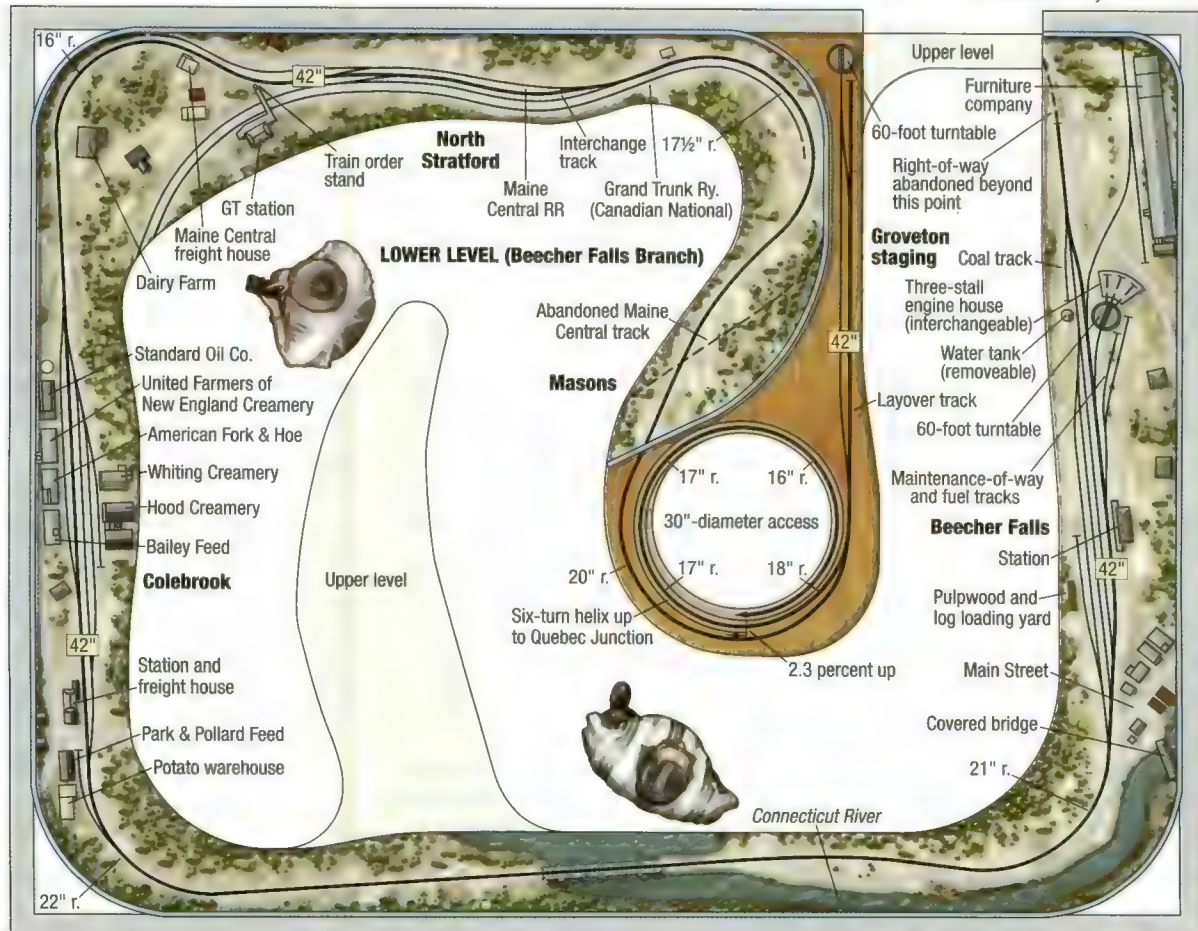 16" r.
42"
North
Stratford
Interchange
track
17½" r.
Train order
stand
GT station
Maine
Central RR
Grand Trunk Ry.
(Canadian National)
Maine Central
freight house
Dairy Farm
LOWER LEVEL (Beecher Falls Branch)
Abandoned Maine
Central track
Masons
Standard Oil Co.
United Farmers of
New England Creamery
American Fork & Hoe
Whiting Creamery
Hood Creamery
Bailey Feed
Colebrook
Upper level
42"
Station and
freight house
Park & Pollard Feed
Potato warehouse
22" r.
17" r.
16" r.
30"-diameter access
17" r.
18" r.
20" r.
Six-turn helix up
to Quebec Junction
2.3 percent up
42"
Upper level
Furniture
company
60-foot turntable
Right-of-way
abandoned beyond
this point
Groveton
staging
Coal track
Three-stall
engine house
(interchangeable)
Water tank
(removeable)
Layover track
60-foot turntable
Maintenance-of-way
and fuel tracks
Beecher Falls
Station
42"
Pulpwood and
log loading yard
Main Street
Covered bridge
21" r.
Connecticut River